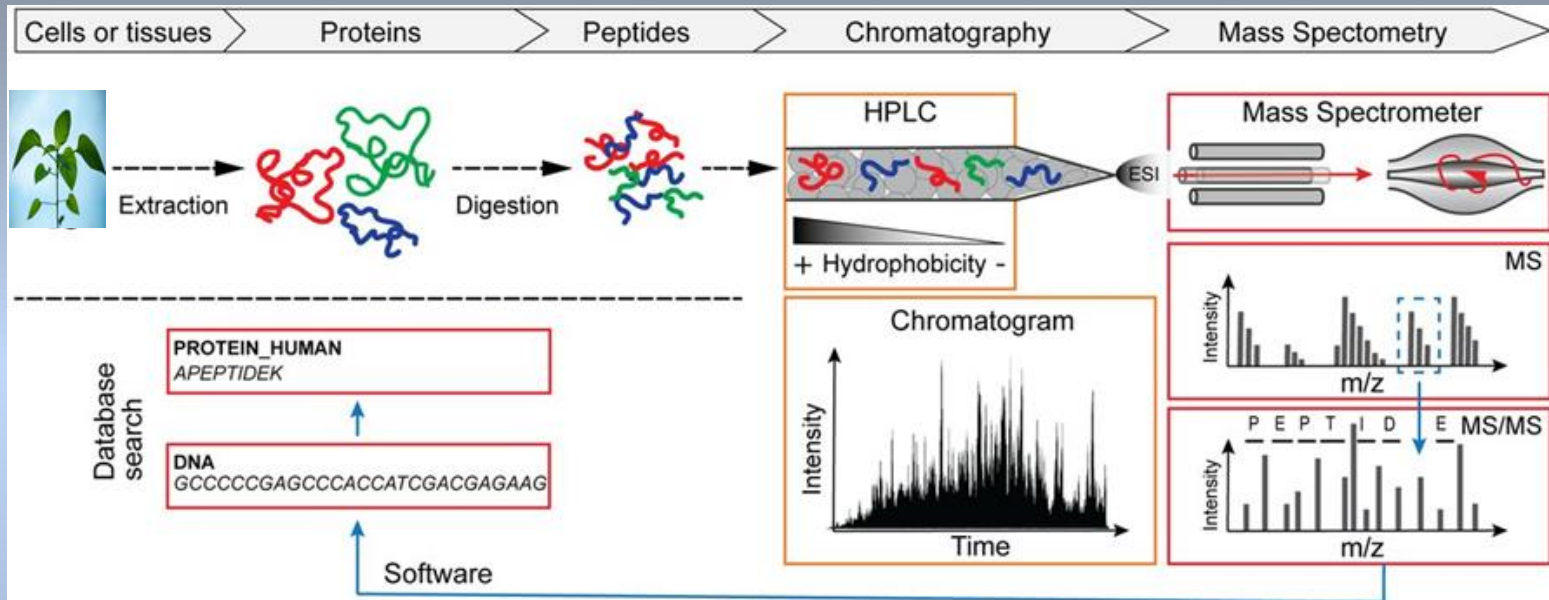 Cells or tissues
Proteins
Peptides
Chromatography
Mass Spectometry
Extraction
Digestion
HPLC
ESI
+ Hydrophobicity -
Mass Spectrometer
MS
Intensity
m/z
Chromatogram
Intensity
Time
P E P T I D E
MS/MS
Intensity
m/z
Database
search
PROTEIN_HUMAN
APEPTIDEK
DNA
GCCCCCGAGCCCACCATCGACGAGAAG
Software